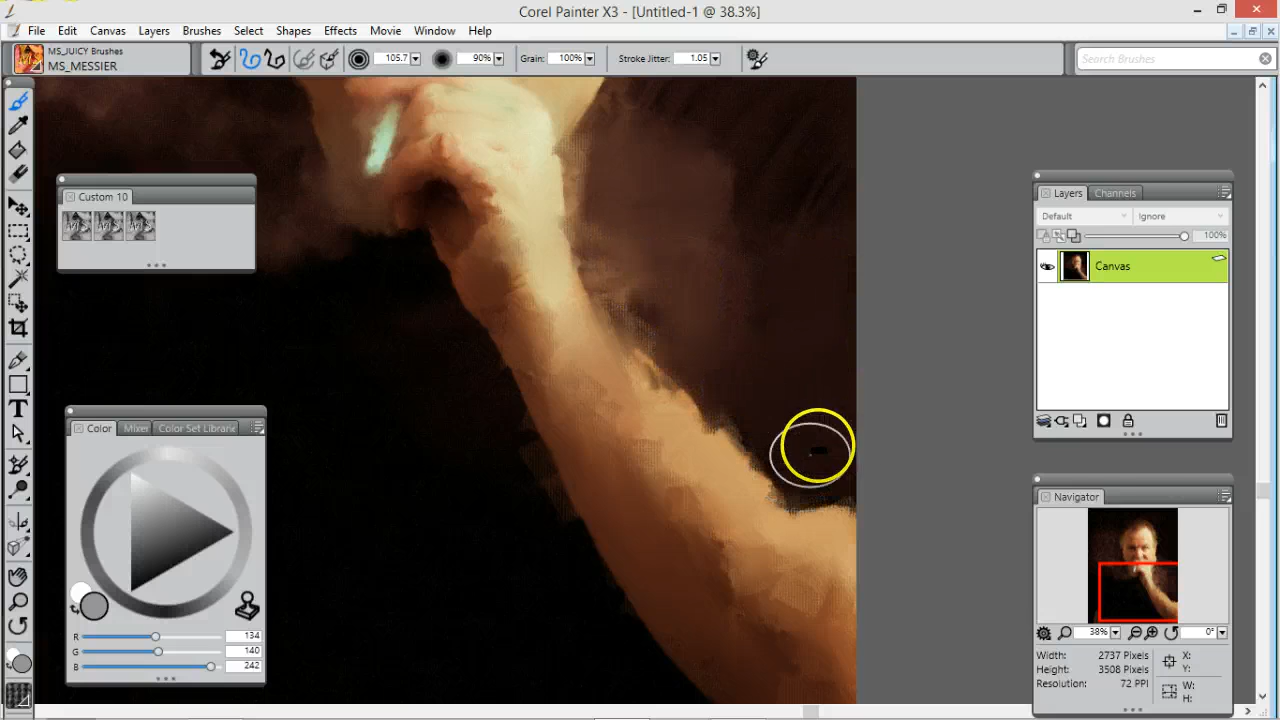 Corel Painter X3 - [Untitled-1 @ 38.3%]
File Edit Canvas Layers Brushes Select Shapes Effects Movie Window Help
MS_JUICY Brushes
MS_MESSIER
105.7 90% Grain: 100% Stroke Jitter: 1.05 Search Brushes
Custom 10
Layers Channels
Default Ignore
100%
Canvas
Color Mixer Color Set Librarie
R 134
G 140
B 242
T
Navigator
38% 0°
Width: 2737 Pixels X:
Height: 3508 Pixels Y:
Resolution: 72 PPI W:
H: